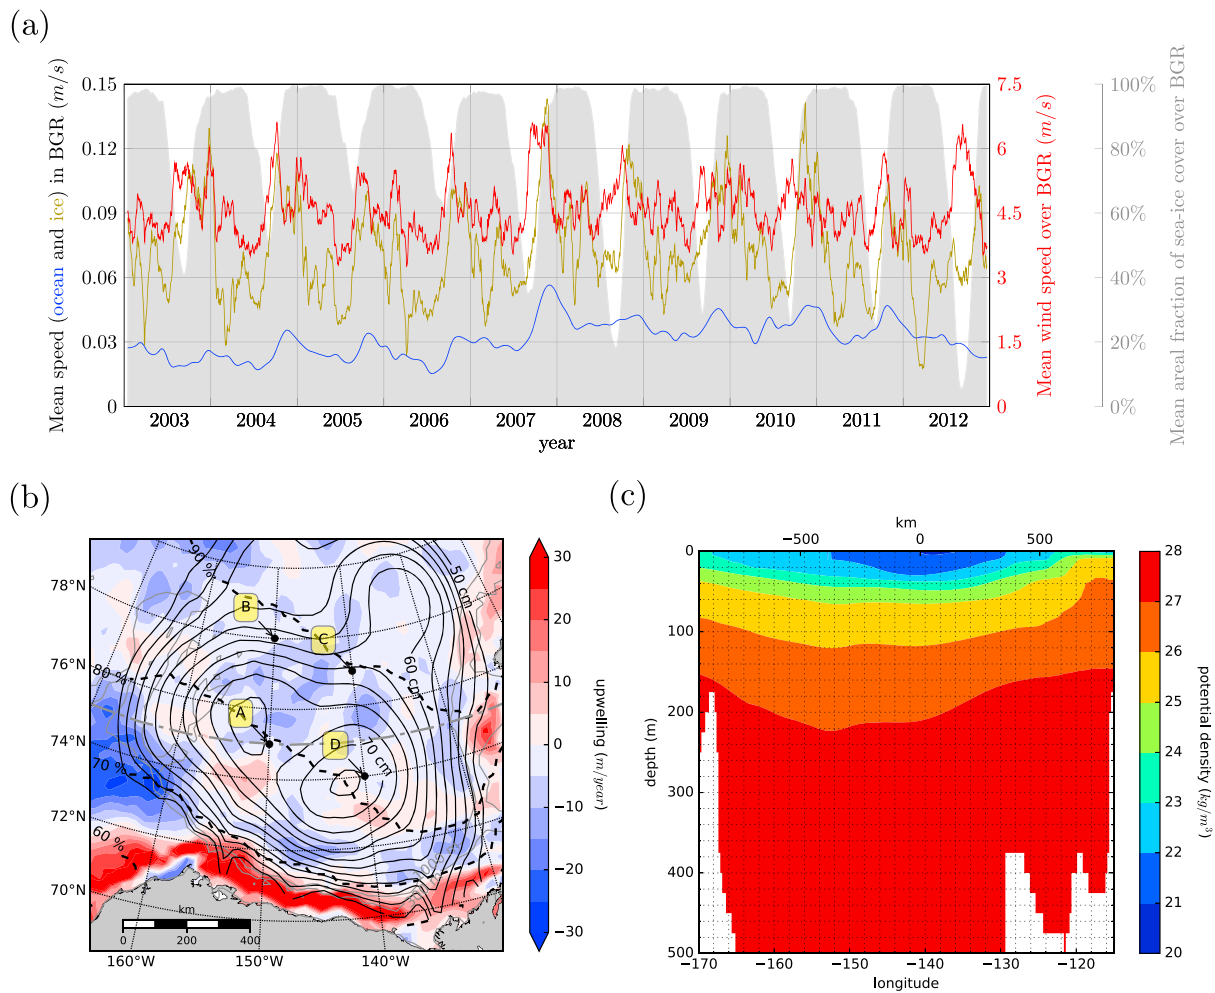 (a)
Mean speed (ocean and ice) in BGR (m/s)
0.15
0.12
0.09
0.06
0.03
0
2003 2004 2005 2006 2007 2008 2009 2010 2011 2012
year
7.5
6
4.5
3
1.5
0
Mean wind speed over BGR (m/s)
100%
80%
60%
40%
20%
0%
Mean areal fraction of sea-ice cover over BGR
(b)
78°N
76°N
74°N
72°N
70°N
160°W 150°W 140°W
90 %
80 %
70 %
60 %
50 cm
60 cm
70 cm
B
C
A
D
km
0 200 400
30
20
10
0
−10
−20
−30
upwelling (m/year)
(c)
km
−500 0 500
0
100
200
300
400
500
depth (m)
−170 −160 −150 −140 −130 −120
longitude
28
27
26
25
24
23
22
21
20
potential density (kg/m³)